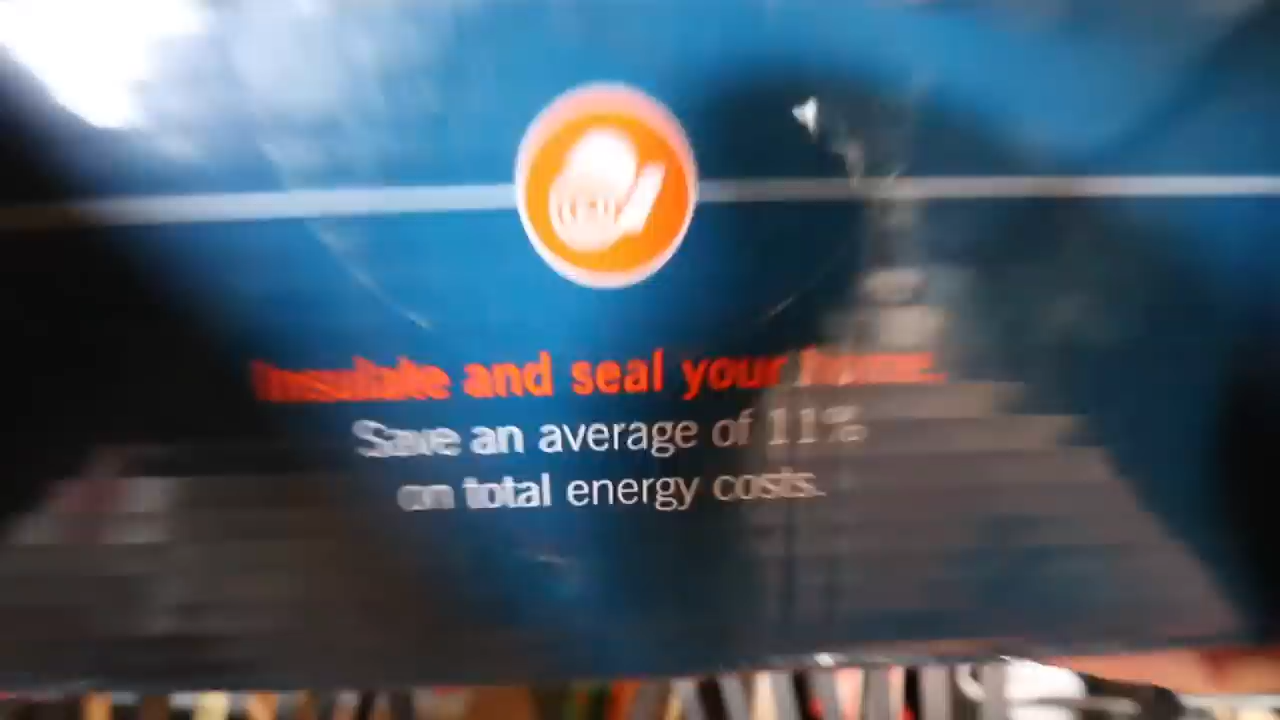 Insulate and seal your home.
Save an average of 11%
on total energy costs.